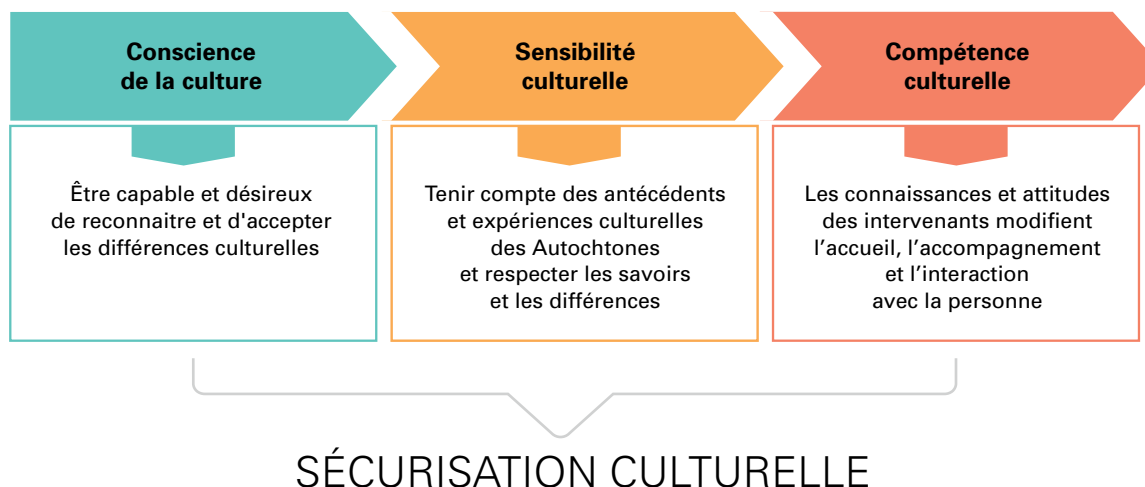 Conscience
de la culture
Être capable et désireux
de reconnaitre et d'accepter
les différences culturelles
Sensibilité
culturelle
Tenir compte des antécédents
et expériences culturelles
des Autochtones
et respecter les savoirs
et les différences
Compétence
culturelle
Les connaissances et attitudes
des intervenants modifient
l’accueil, l’accompagnement
et l’interaction
avec la personne
SÉCURISATION CULTURELLE